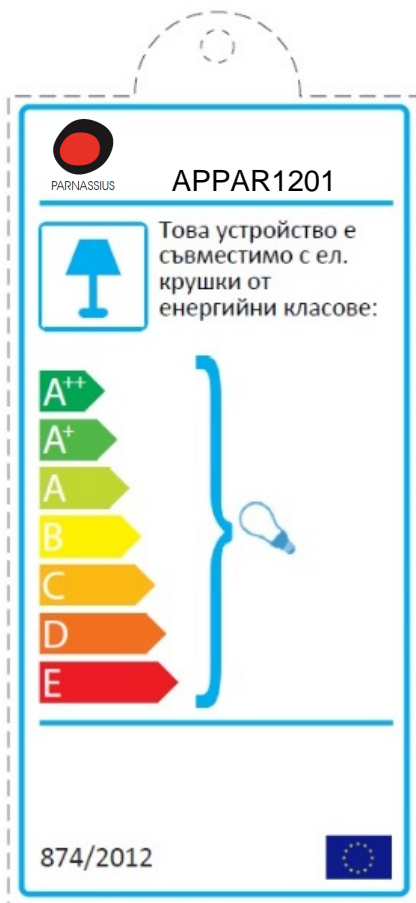 PARNASSIUS
APPAR1201
Това устройство е
съвместимо с ел.
крушки от
енергийни класове:
A++
A+
A
B
C
D
E
874/2012